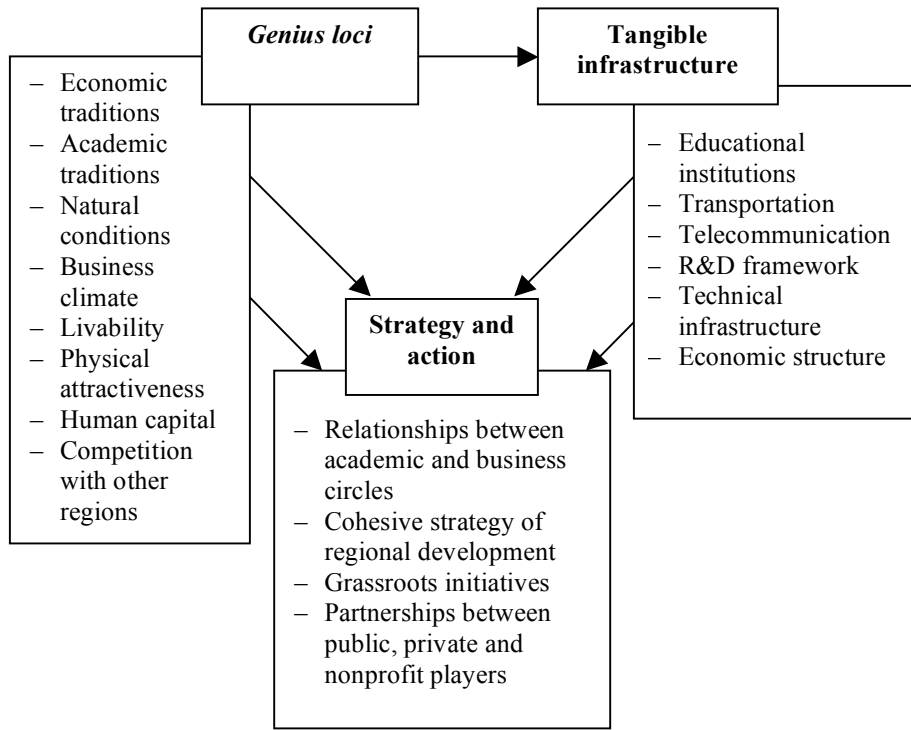 Genius loci
– Economic
traditions
– Academic
traditions
– Natural
conditions
– Business
climate
– Livability
– Physical
attractiveness
– Human capital
– Competition
with other
regions
Tangible
infrastructure
– Educational
institutions
– Transportation
– Telecommunication
– R&D framework
– Technical
infrastructure
– Economic structure
Strategy and
action
– Relationships between
academic and business
circles
– Cohesive strategy of
regional development
– Grassroots initiatives
– Partnerships between
public, private and
nonprofit players